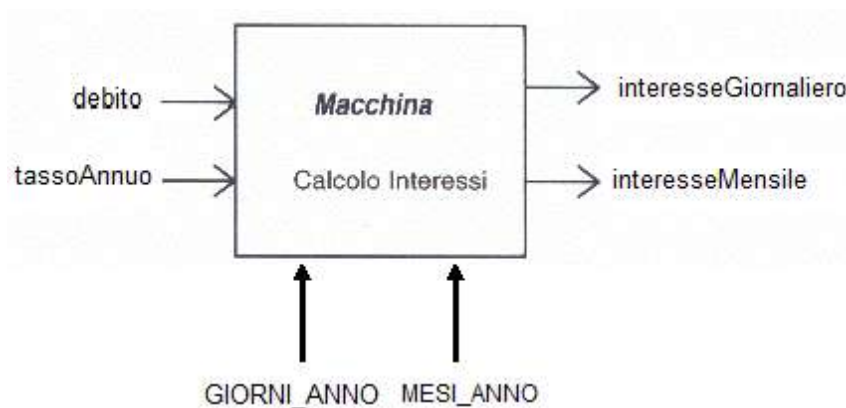 debito
Macchina
interesseGiornaliero
tassoAnnuo
Calcolo Interessi
interesseMensile
GIORNI_ANNO MESI_ANNO